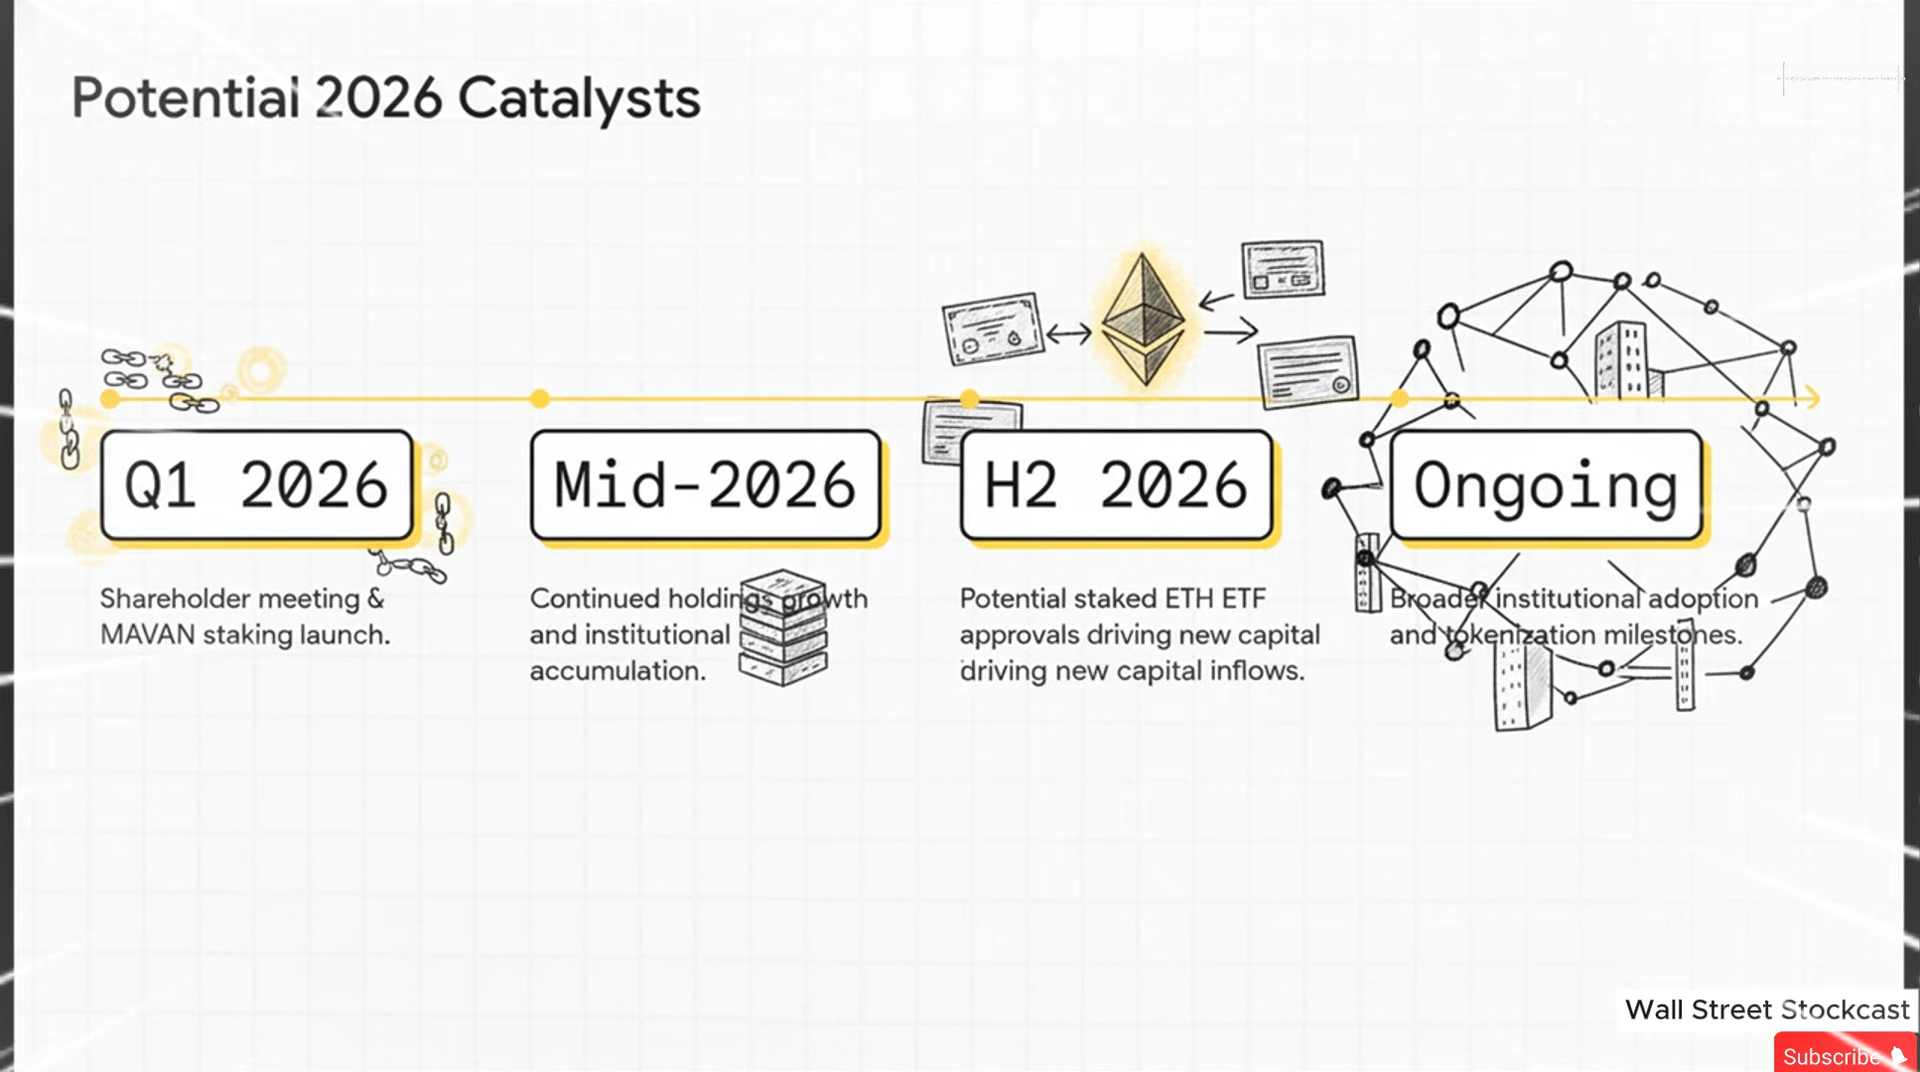 Potential 2026 Catalysts
Q1 2026
Shareholder meeting &
MAVAN staking launch.
Mid-2026
Continued holdings growth
and institutional
accumulation.
H2 2026
Potential staked ETH ETF
approvals driving new capital
driving new capital inflows.
Ongoing
Broader institutional adoption
and tokenization milestones.
Wall Street Stockcast
Subscribe